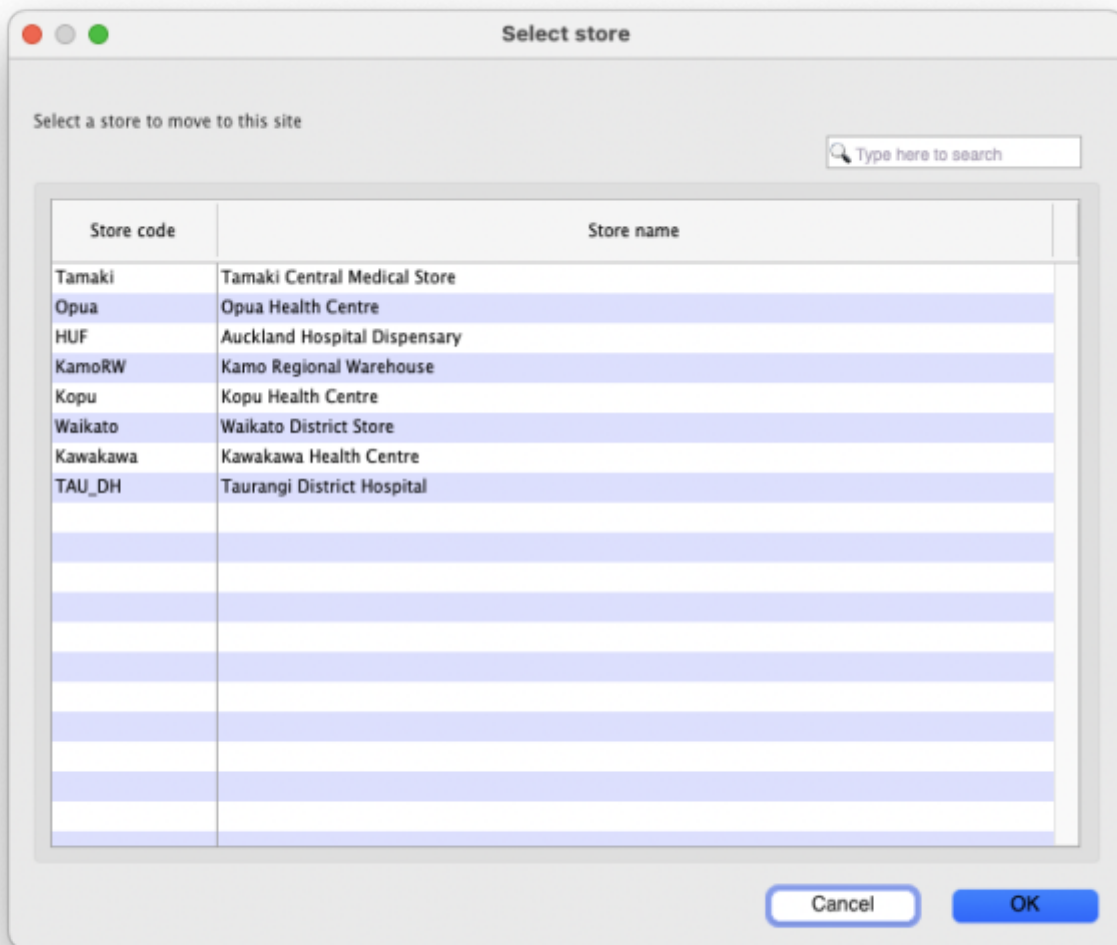 Select store
Select a store to move to this site
Type here to search
Store code Store name
Tamaki Tamaki Central Medical Store
Opua Opua Health Centre
HUF Auckland Hospital Dispensary
KamoRW Kamo Regional Warehouse
Kopu Kopu Health Centre
Waikato Waikato District Store
Kawakawa Kawakawa Health Centre
TAU_DH Taurangi District Hospital
Cancel OK